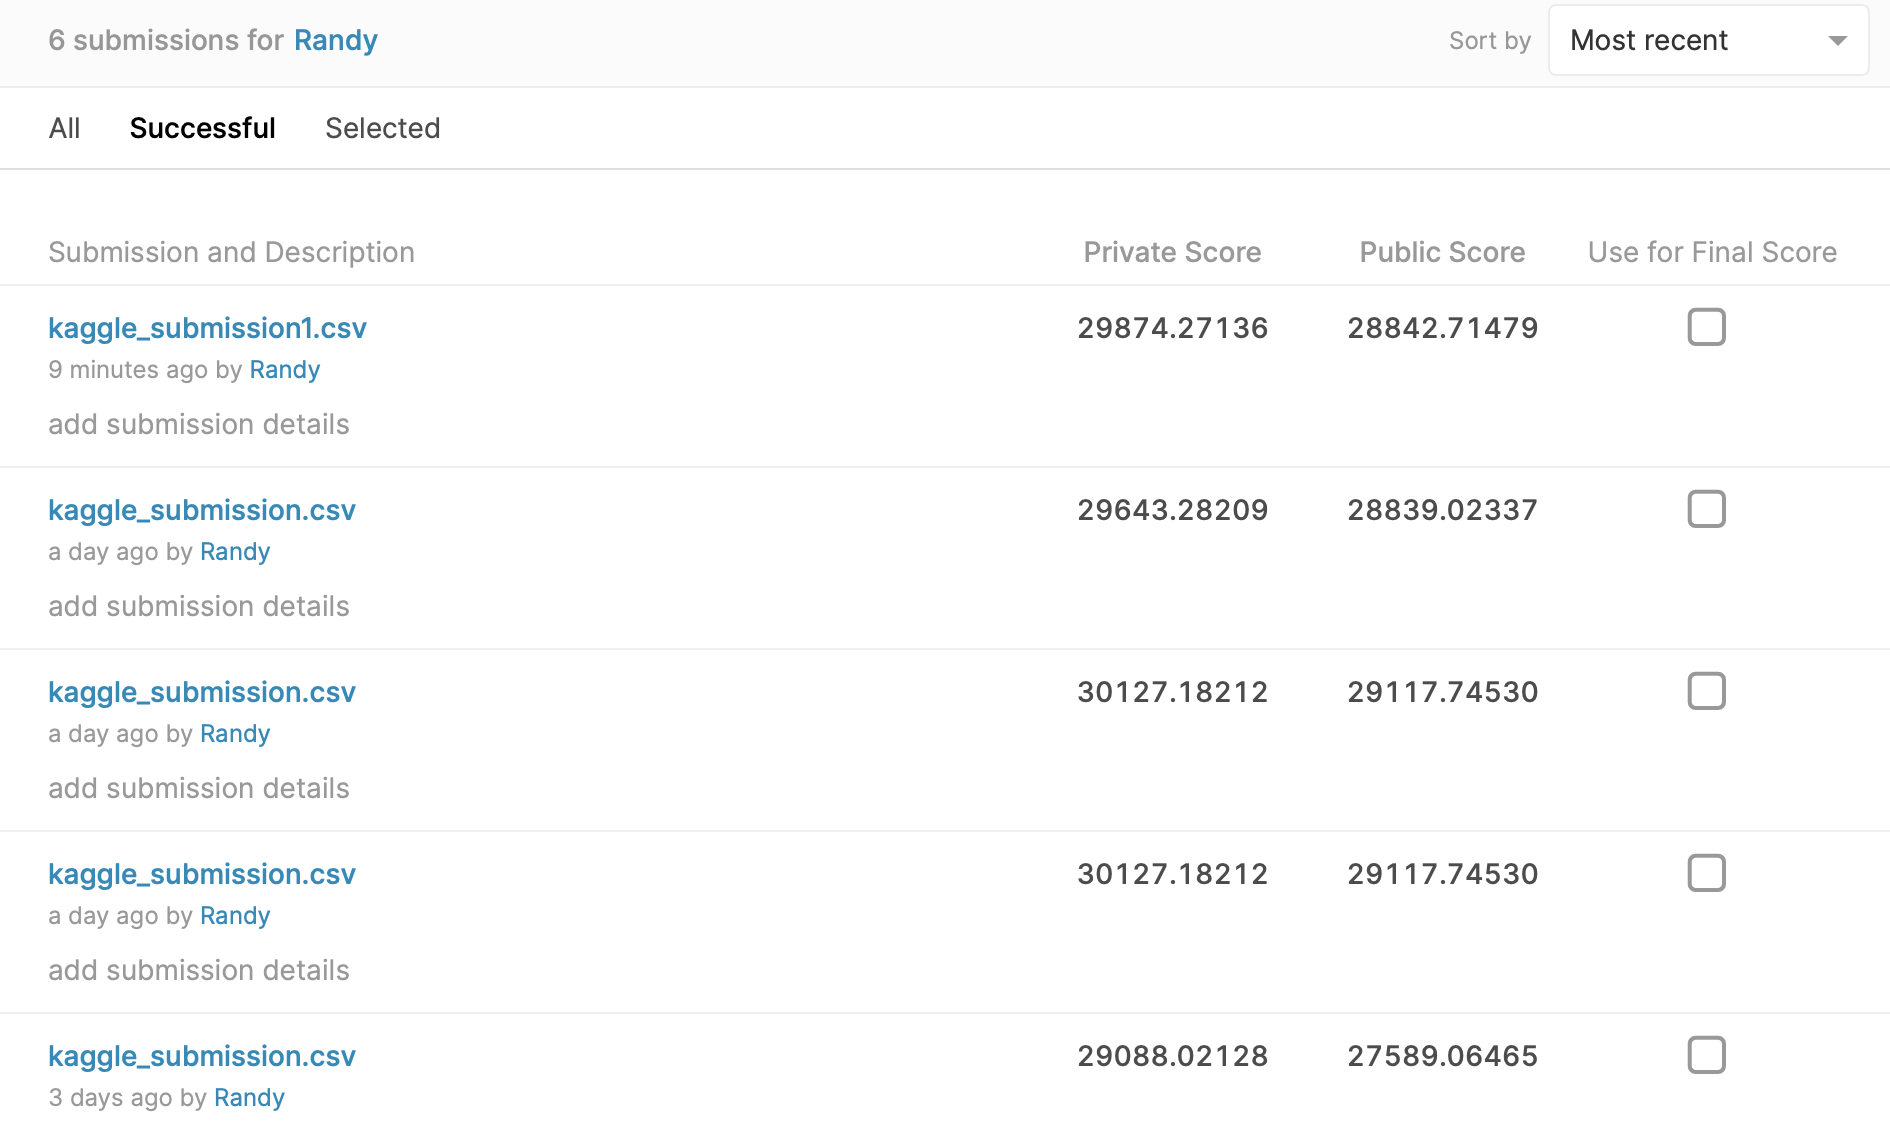 6 submissions for Randy
Sort by Most recent
All Successful Selected
Submission and Description Private Score Public Score Use for Final Score
kaggle_submission1.csv 29874.27136 28842.71479
9 minutes ago by Randy
add submission details
kaggle_submission.csv 29643.28209 28839.02337
a day ago by Randy
add submission details
kaggle_submission.csv 30127.18212 29117.74530
a day ago by Randy
add submission details
kaggle_submission.csv 30127.18212 29117.74530
a day ago by Randy
add submission details
kaggle_submission.csv 29088.02128 27589.06465
3 days ago by Randy